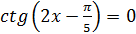 ctg(2x − π/5) = 0